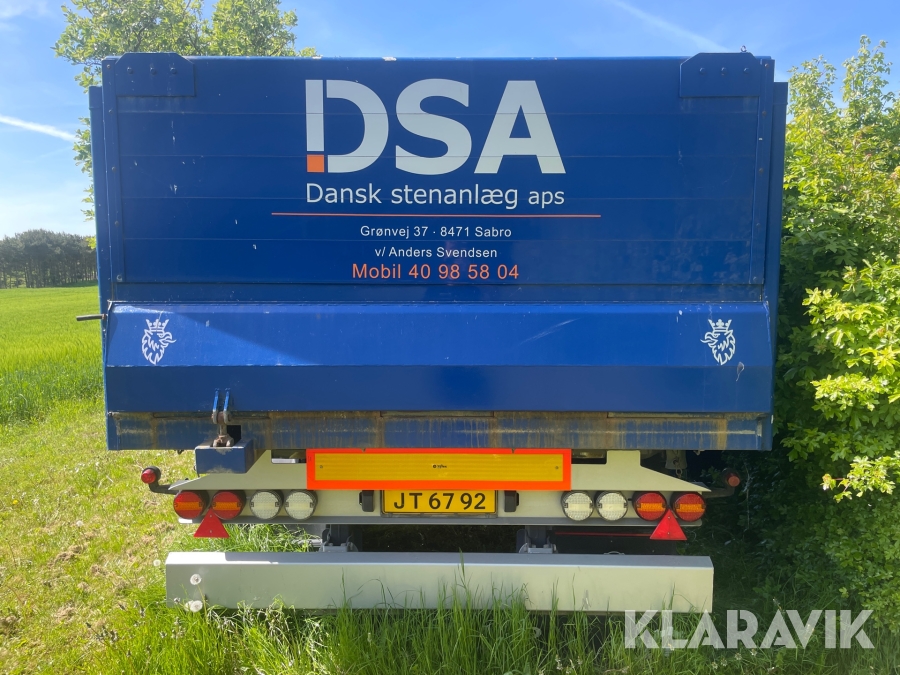 DSA
Dansk stenanlæg aps
Grønvej 37 · 8471 Sabro
v/ Anders Svendsen
Mobil 40 98 58 04
JT 67 92
KLARAVIK